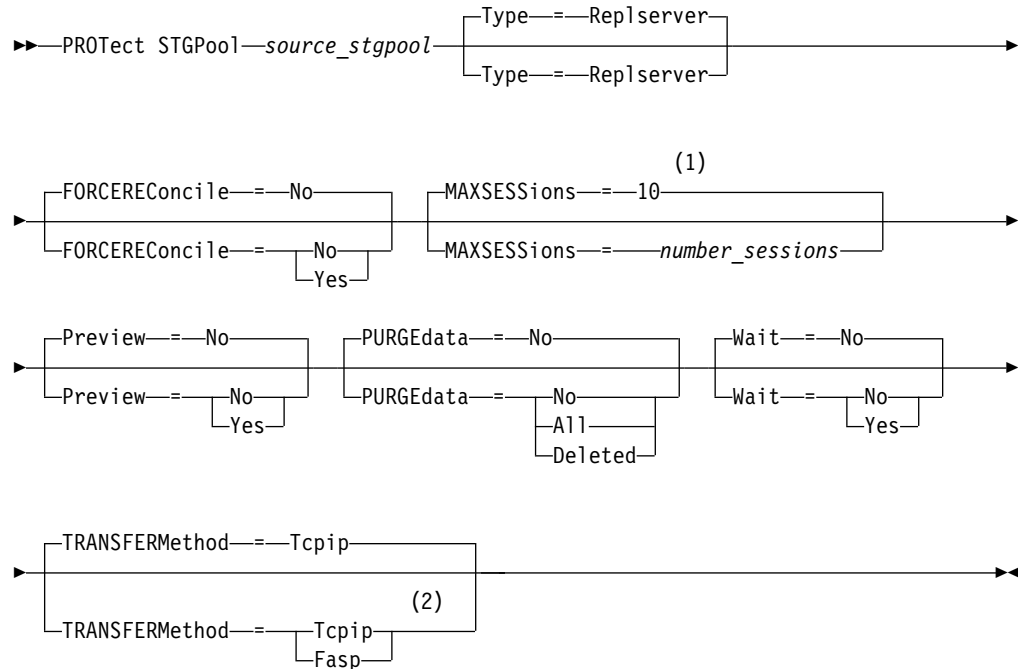 Type = Replserver
PROTect STGPool source_stgpool
Type = Replserver
(1)
FORCEREConcile = No MAXSESSions = 10
FORCEREConcile = No MAXSESSions = number_sessions
Yes
Preview = No PURGEdata = No Wait = No
Preview = No PURGEdata = No Wait = No
Yes All Yes
Deleted
TRANSFERMethod = Tcpip
(2)
TRANSFERMethod = Tcpip
Fasp